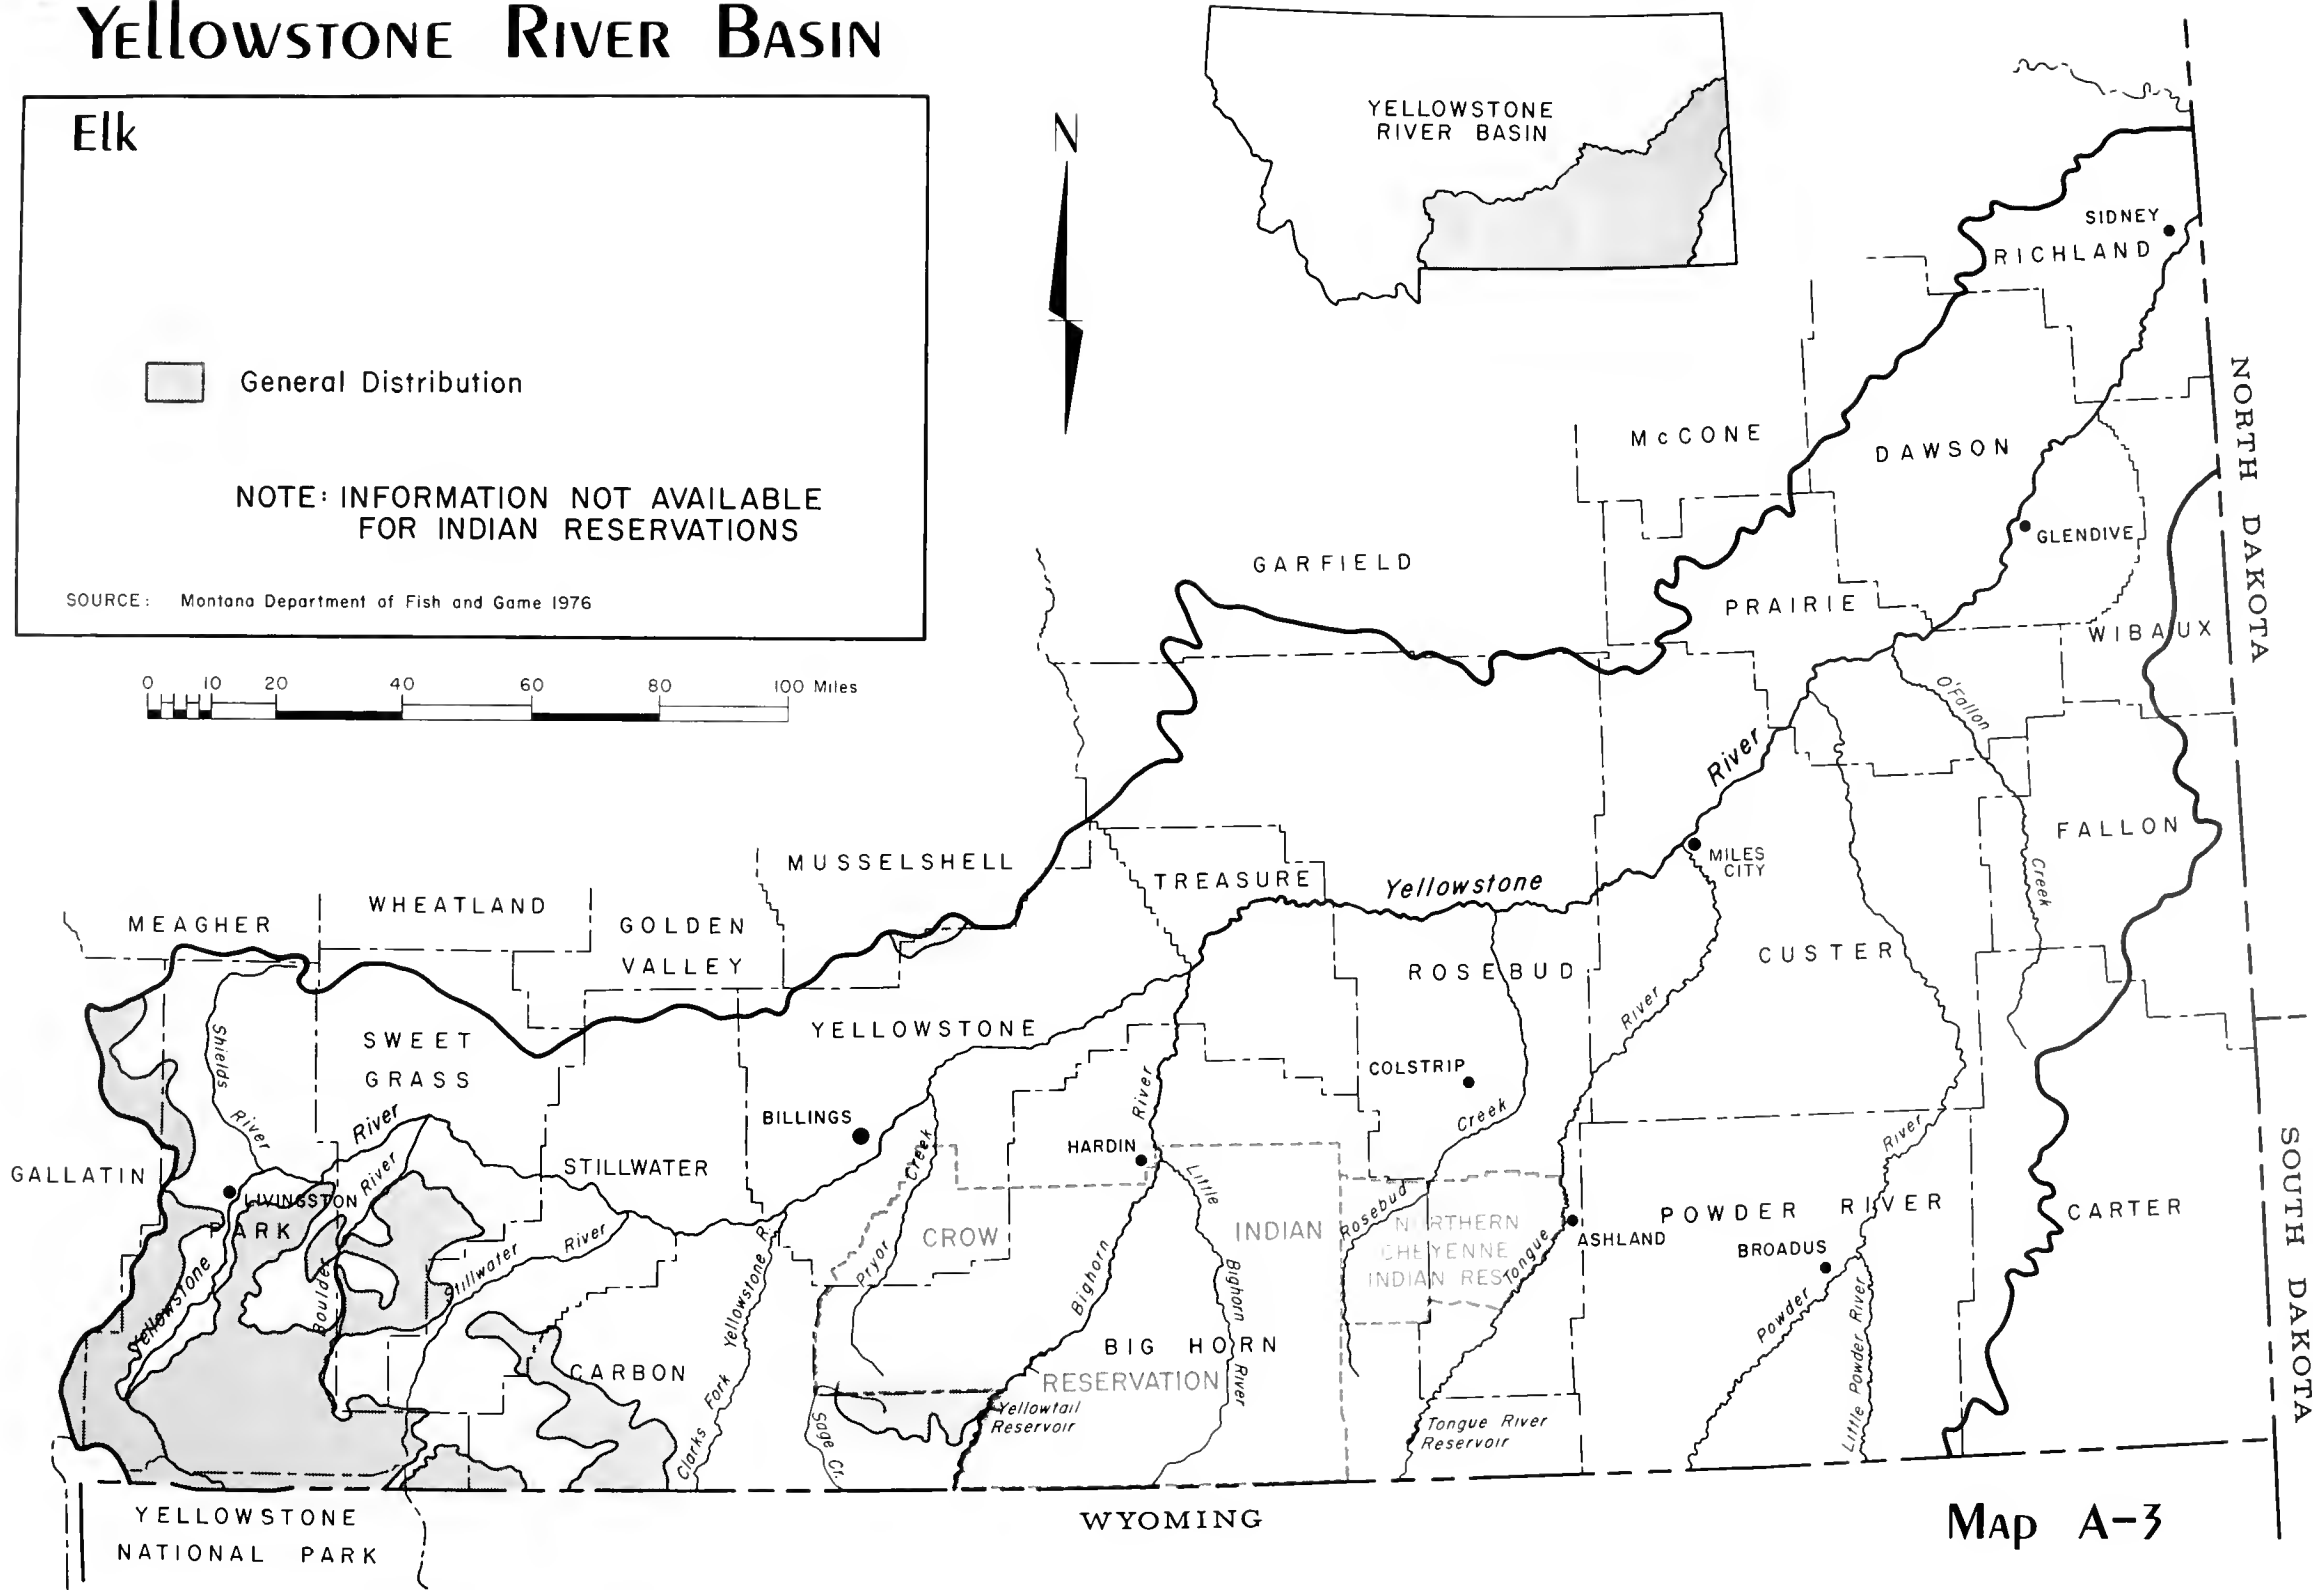 Yellowstone River Basin
Elk
General Distribution
NOTE: INFORMATION NOT AVAILABLE
FOR INDIAN RESERVATIONS
SOURCE: Montana Department of Fish and Game 1976
0 10 20 40 60 80 100 Miles
N
YELLOWSTONE
RIVER BASIN
SIDNEY
RICHLAND
NORTH DAKOTA
McCONE
DAWSON
GLENDIVE
GARFIELD
PRAIRIE
WIBAUX
O'Fallon
Creek
River
FALLON
MILES
CITY
MUSSELSHELL
TREASURE
Yellowstone
MEAGHER
WHEATLAND
GOLDEN
VALLEY
CUSTER
ROSEBUD
River
YELLOWSTONE
SWEET
GRASS
Shields
River
COLSTRIP
Creek
BILLINGS
River
River
HARDIN
River
River
GALLATIN
STILLWATER
Creek
Little
LIVINGSTON
PARK
CROW
INDIAN
Rosebud
NORTHERN
CHEYENNE
INDIAN RES
Tongue
ASHLAND
POWDER RIVER
BROADUS
CARTER
SOUTH DAKOTA
Yellowstone
Boulder
Stillwater
River
Clarks Fork Yellowstone R.
Pryor
Bighorn
Bighorn
River
Powder
Little Powder River
BIG HORN
CARBON
RESERVATION
Yellowtail
Reservoir
Sage Cr.
Tongue River
Reservoir
WYOMING
YELLOWSTONE
NATIONAL PARK
Map A-3